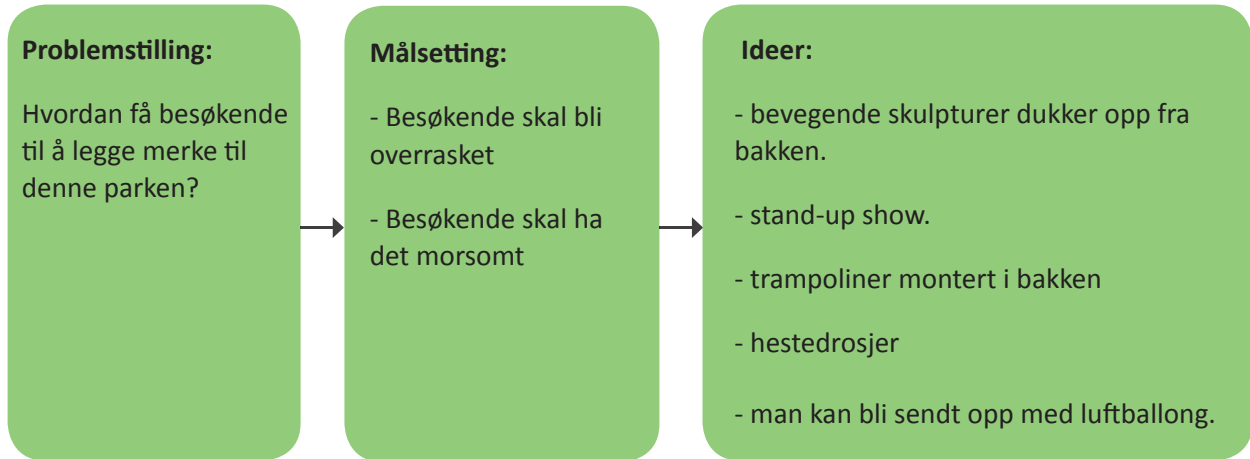 Problemstilling:
Hvordan få besøkende
til å legge merke til
denne parken?
Målsetting:
- Besøkende skal bli
overrasket
- Besøkende skal ha
det morsomt
Ideer:
- bevegende skulpturer dukker opp fra
bakken.
- stand-up show.
- trampoliner montert i bakken
- hestedrosjer
- man kan bli sendt opp med luftballong.